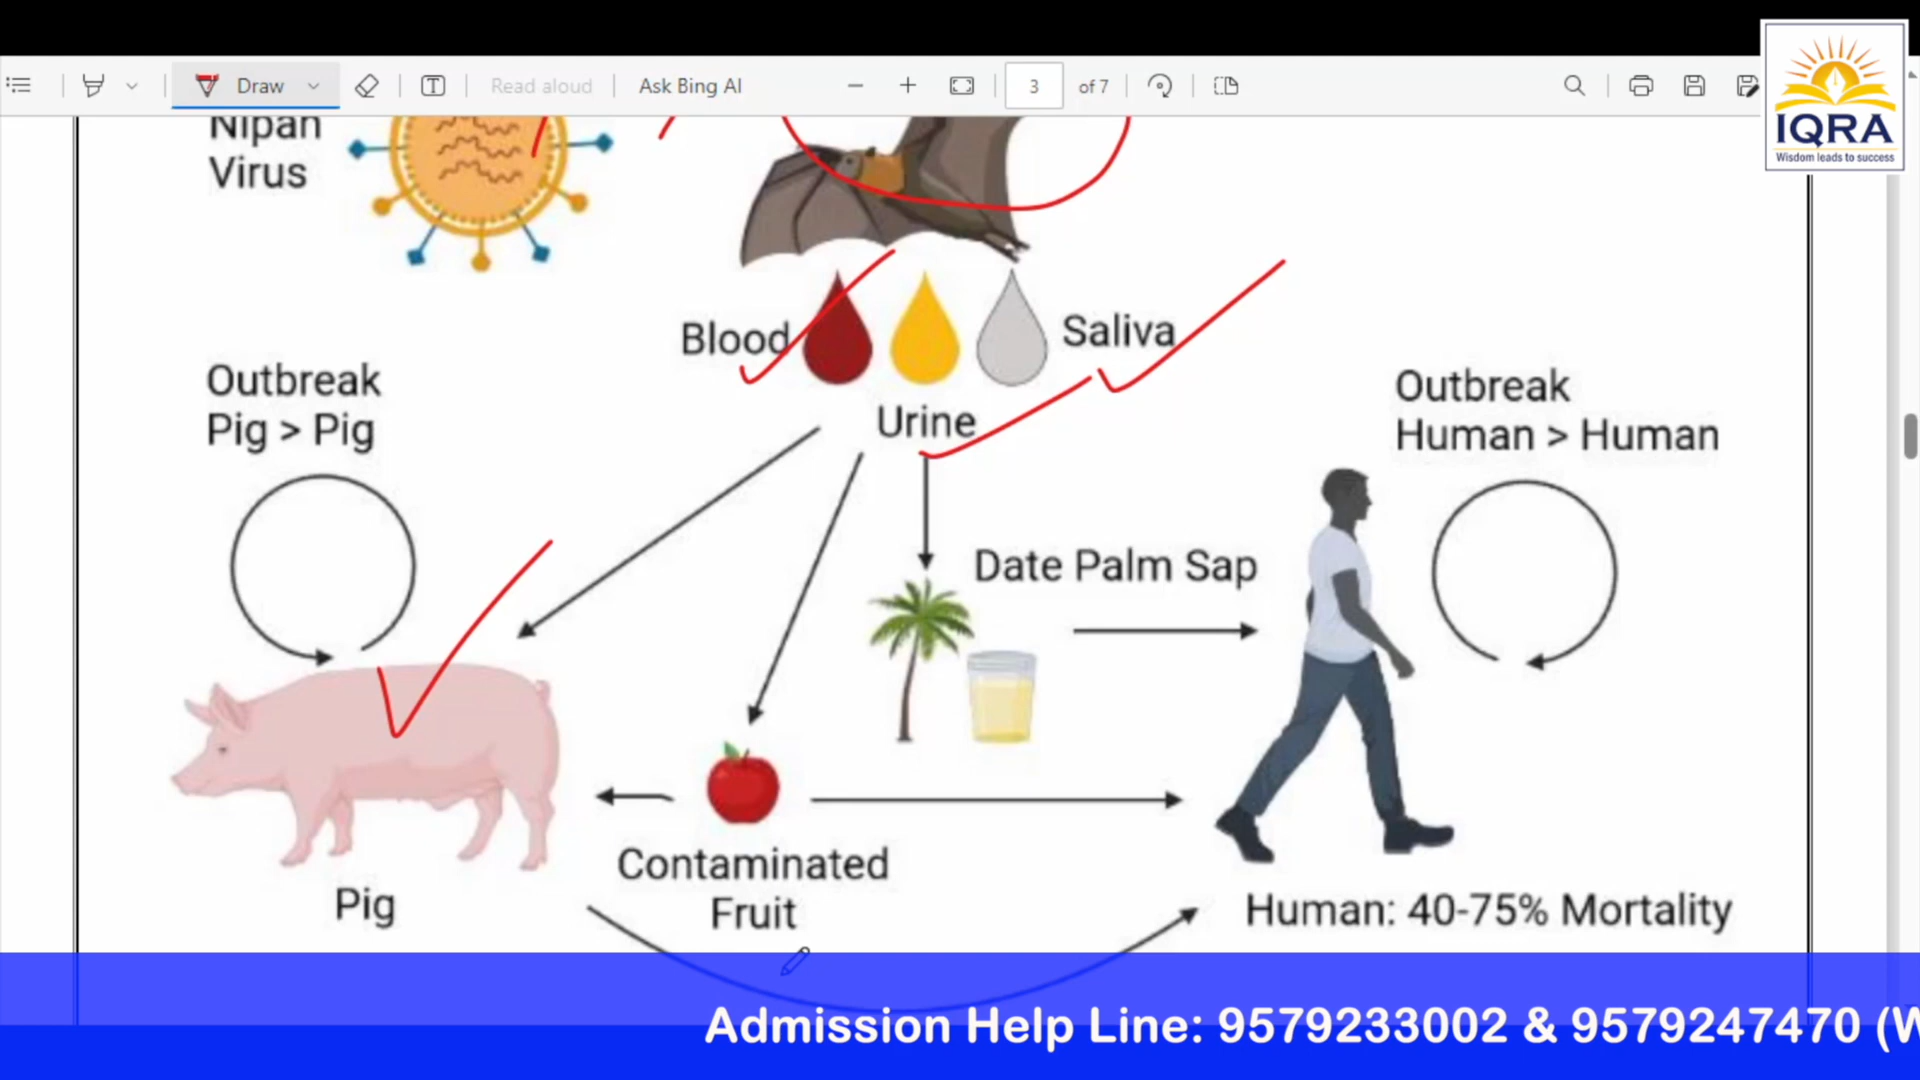 Draw
Read aloud
Ask Bing AI
3
of 7
IQRA
Wisdom leads to success
Nipah
Virus
Blood
Saliva
Urine
Outbreak
Pig > Pig
Outbreak
Human > Human
Date Palm Sap
Contaminated
Fruit
Pig
Human: 40-75% Mortality
Admission Help Line: 9579233002 & 9579247470 (W